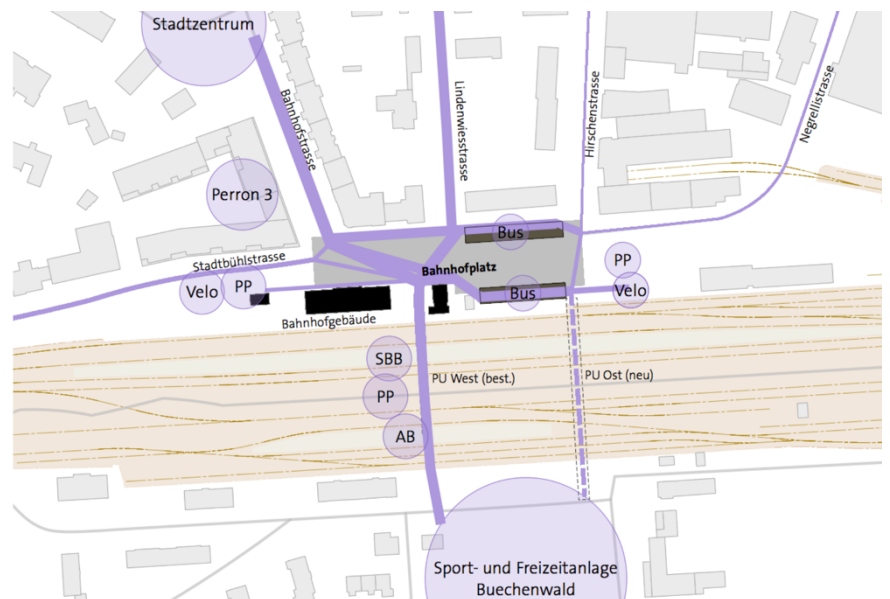 Stadtzentrum
Bahnhofstrasse
Lindenwiesstrasse
Hirschenstrasse
Negrellistrasse
Perron 3
Bus
Stadtbühlstrasse
Bahnhofplatz
PP
Velo
PP
Bus
Velo
Bahnhofgebäude
SBB
PU West (best.)
PU Ost (neu)
PP
AB
Sport- und Freizeitanlage
Buechenwald